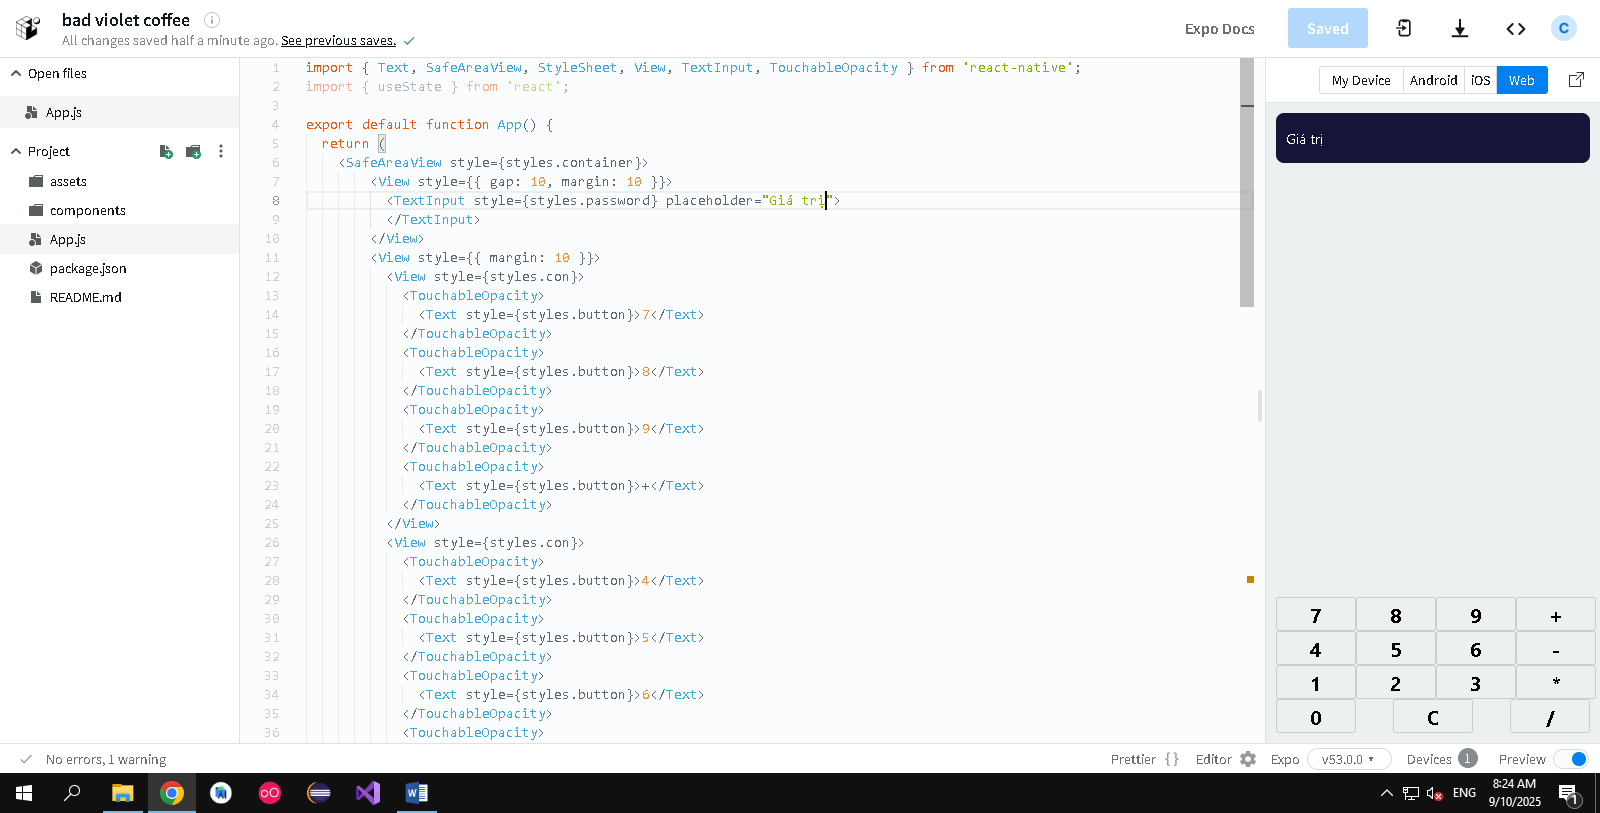 bad violet coffee
All changes saved half a minute ago. See previous saves.
Expo Docs
Saved
C
Open files
App.js
Project
assets
components
App.js
package.json
README.md
1 import { Text, SafeAreaView, StyleSheet, View, TextInput, TouchableOpacity } from 'react-native';
2 import { useState } from 'react';
3
4 export default function App() {
5 return (
6 <SafeAreaView style={styles.container}>
7 <View style={{ gap: 10, margin: 10 }}>
8 <TextInput style={styles.password} placeholder="Giá trị">
9 </TextInput>
10 </View>
11 <View style={{ margin: 10 }}>
12 <View style={styles.con}>
13 <TouchableOpacity>
14 <Text style={styles.button}>7</Text>
15 </TouchableOpacity>
16 <TouchableOpacity>
17 <Text style={styles.button}>8</Text>
18 </TouchableOpacity>
19 <TouchableOpacity>
20 <Text style={styles.button}>9</Text>
21 </TouchableOpacity>
22 <TouchableOpacity>
23 <Text style={styles.button}>+</Text>
24 </TouchableOpacity>
25 </View>
26 <View style={styles.con}>
27 <TouchableOpacity>
28 <Text style={styles.button}>4</Text>
29 </TouchableOpacity>
30 <TouchableOpacity>
31 <Text style={styles.button}>5</Text>
32 </TouchableOpacity>
33 <TouchableOpacity>
34 <Text style={styles.button}>6</Text>
35 </TouchableOpacity>
36 <TouchableOpacity>
My Device Android iOS Web
Giá trị
7 8 9 +
4 5 6 -
1 2 3 *
0 C /
No errors, 1 warning
Prettier { } Editor Expo v53.0.0 Devices 1 Preview
ENG
8:24 AM
9/10/2025
1